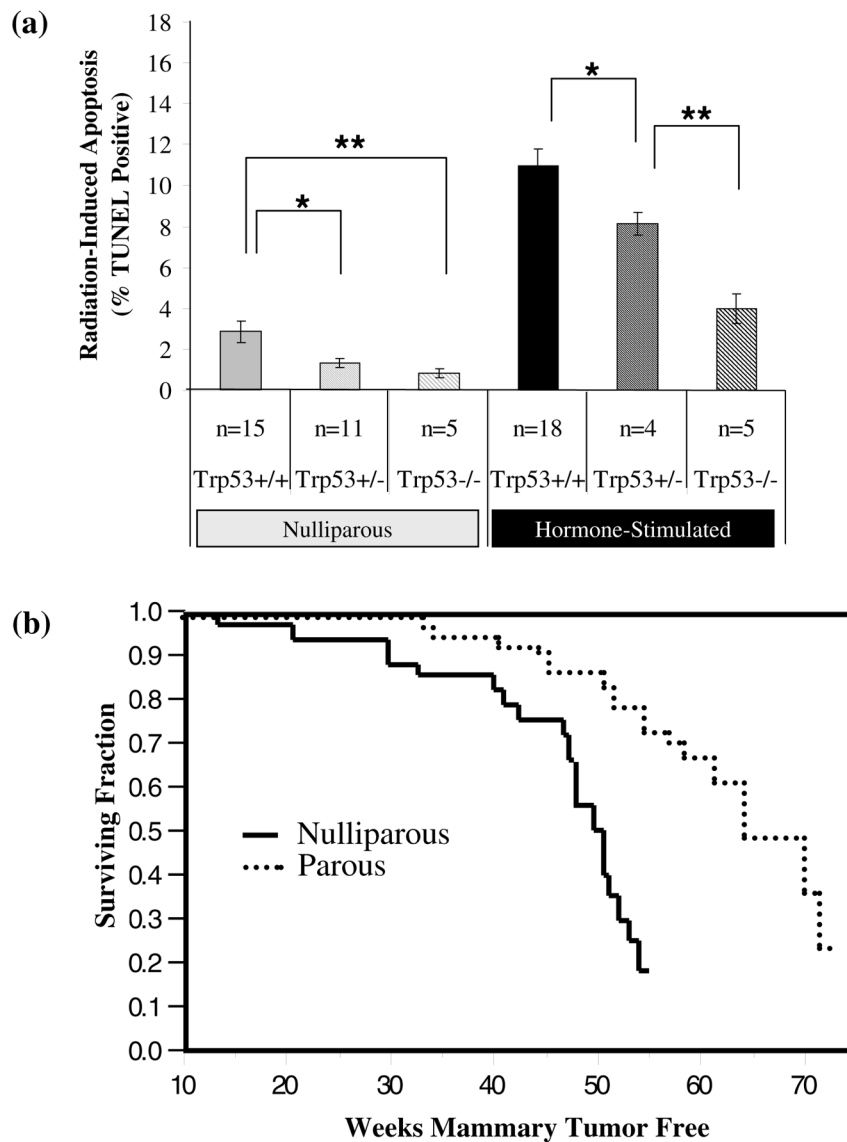 (a)
Radiation-Induced Apoptosis
(% TUNEL Positive)
18
16
14
12
10
8
6
4
2
0
**
*
*
**
n=15 n=11 n=5 n=18 n=4 n=5
Trp53+/+ Trp53+/- Trp53-/- Trp53+/+ Trp53+/- Trp53-/-
Nulliparous Hormone-Stimulated
(b)
Surviving Fraction
1.0
0.9
0.8
0.7
0.6
0.5
0.4
0.3
0.2
0.1
0.0
Nulliparous
Parous
10 20 30 40 50 60 70
Weeks Mammary Tumor Free